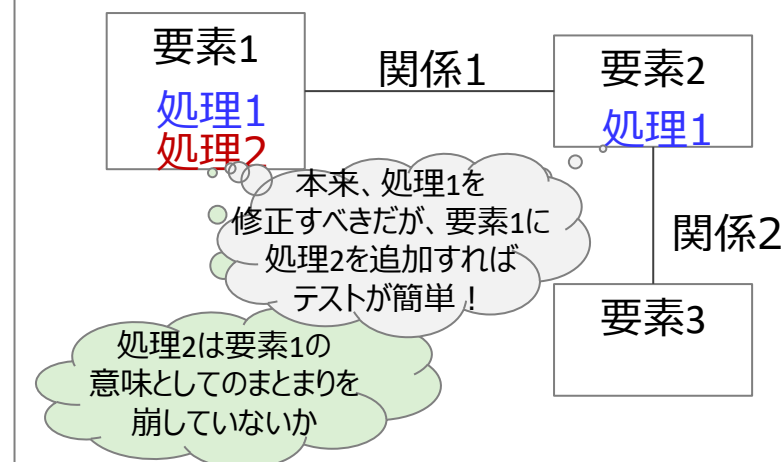 要素1
処理1
処理2
関係1
要素2
処理1
本来、処理1を
修正すべきだが、要素1に
処理2を追加すれば
テストが簡単！
関係2
要素3
処理2は要素1の
意味としてのまとまりを
崩していないか